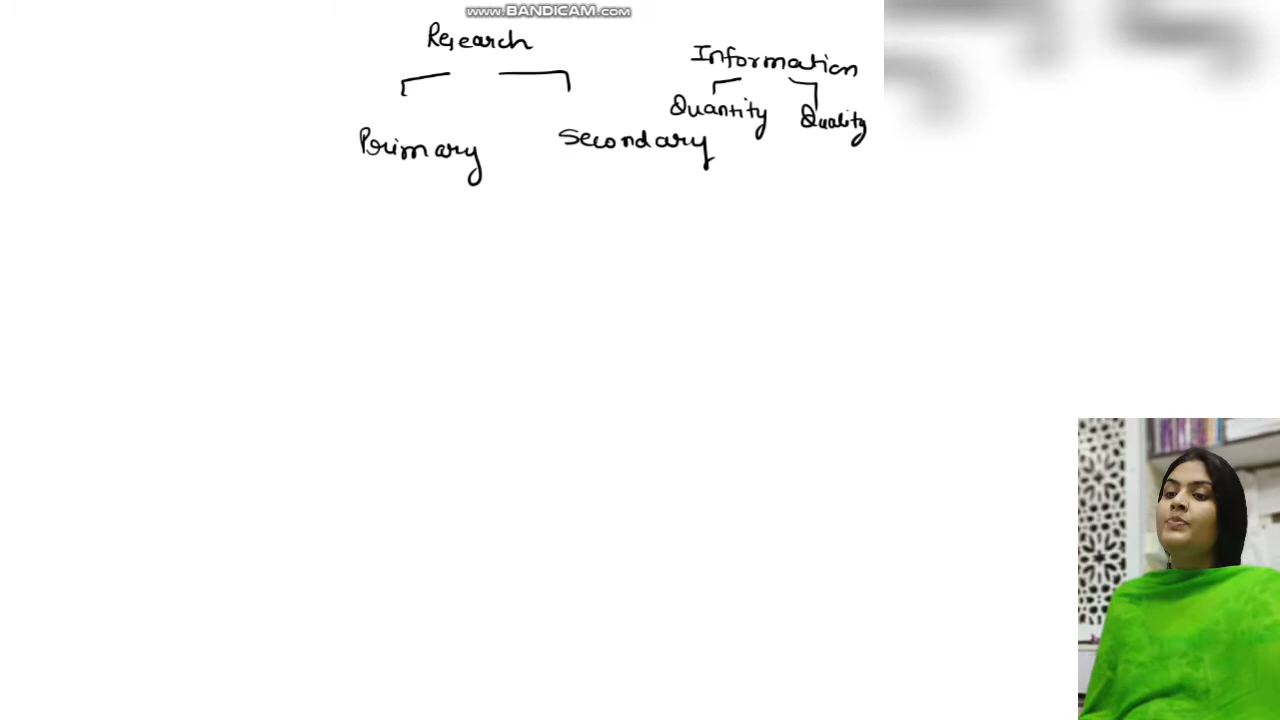 www.BANDICAM.com
Research
Primary Secondary
Information
Quantity Quality